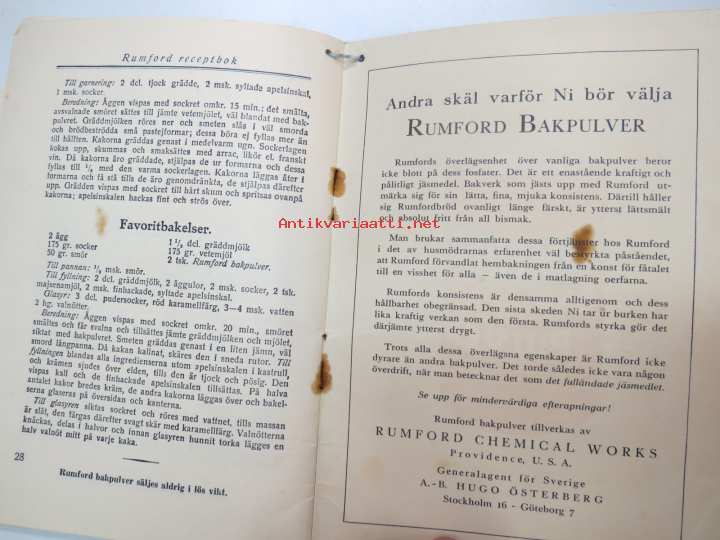 Rumford receptbok
Till garnering: 2 dcl. tjock grädde, 2 msk. syltade apelsinskal,
1 msk. socker.
Beredning: Äggen vispas med sockret omkr. 15 min.; det smälta,
avsvalnade smöret sättes till jämte vetemjölet, väl blandat med bak-
pulvret. Gräddmjölken röres ner och smeten slås i väl smorda
och brödbeströdda små pastejformar; dessa böra ej fyllas mer än
till hälften. Kakorna gräddas genast i medelvarm ugn. Sockerlagen
kokas upp, skummas och smaksättes med arrac, likör el. franskt
vin. Då kakorna äro gräddade, stjälpas de ur formarna och dessa
fyllas till 1/3 med den varma sockerlagen. Kakorna läggas åter i
formarna och få stå till de äro genomdränkta, de stjälpas därefter
upp. Grädden vispas med sockret till hårt skum och spritsas ovanpå
kakorna; apelsinskalen hackas fint och strös över.
Favoritbakelser.
2 ägg
175 gr. socker
50 gr. smör
1 1/2 dcl. gräddmjölk
175 gr. vetemjöl
2 tsk. Rumford bakpulver.
Till pannan: 1/2 msk. smör.
Till fyllning: 2 dcl. gräddmjölk, 2 äggulor, 2 msk. socker, 2 tsk.
majsenamjöl, 2 msk. finhackade, syltade apelsinskal.
Glasyr: 3 dcl. pudersocker, röd karamellfärg, 3—4 msk. vatten
2 hg. valnötter.
Beredning: Äggen vispas med sockret omkr. 20 min., smöret
smältes och får svalna och tillsättes jämte gräddmjölken och mjölet,
siktat med bakpulvret. Smeten gräddas genast i en liten jämn, väl
smord långpanna. Då kakan kalinat, skäres den i sneda rutor. Till
fyllningen blandas alla ingredienserna utom apelsinskalen i kastrull,
och krämen sjudes över elden, tills den är tjock och pösig. Den
vispas kall och de finhackade apelsinskalen tillsättas. På halva
antalet kakor bredes kräm, de andra kakorna läggas över och bakel-
serna glaseras på översidan och kanterna.
Till glasyren siktas sockret och röres med vattnet, tills massan
är slät, den färgas därefter svagt skär med karamellfärg. Valnötterna
knäckas, delas i halvor och innan glasyren hunnit torka lägges en
halv valnöt mitt på varje kaka.
28
Rumford bakpulver säljes aldrig i lös vikt.
Andra skäl varför Ni bör välja
RUMFORD BAKPULVER
Rumfords överlägsenhet över vanliga bakpulver beror
icke blott på dess fosfater. Det är ett enastående kraftigt och
pålitligt jäsmedel. Bakverk som jästs upp med Rumford ut-
märka sig för sin lätta, fina, mjuka konsistens. Därtill håller
sig Rumfordbröd ovanligt länge färskt, är ytterst lättsmält
och absolut fritt från all bismak.
Man brukar sammanfatta dessa förtjänster hos Rumford
i det av husmödrarnas erfarenhet väl bestyrkta påståendet,
att Rumford förvandlat hembakningen från en konst för fåtalet
till en visshet för alla – även de i matlagning oerfarna.
Rumfords konsistens är densamma alltigenom och dess
hållbarhet obegränsad. Den sista skeden Ni tar ur burken har
lika kraftig verkan som den första. Rumfords styrka gör det
därjämte ytterst drygt.
Trots alla dessa överlägsna egenskaper är Rumford icke
dyrare än andra bakpulver. Det torde således icke vara någon
överdrift, när man betecknar det som det fulländade jäsmedlet.
Se upp för mindervärdiga efterapningar!
Rumford bakpulver tillverkas av
RUMFORD CHEMICAL WORKS
Providence, U. S. A.
Generalagent för Sverige
A.-B. HUGO ÖSTERBERG
Stockholm 16 - Göteborg 7
Antikvariaatti.net